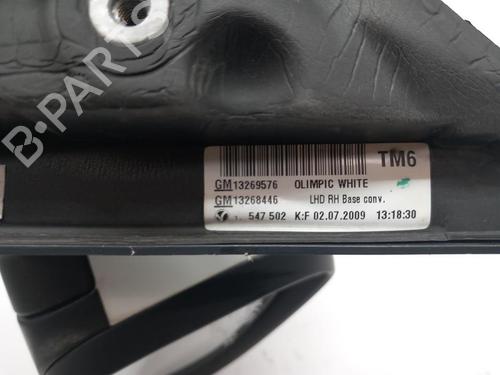 B-PARTS
TM6
GM 13269576 OLIMPIC WHITE
GM 13268446 LHD RH Base conv.
547 502 K:F 02.07.2009 13:18:30